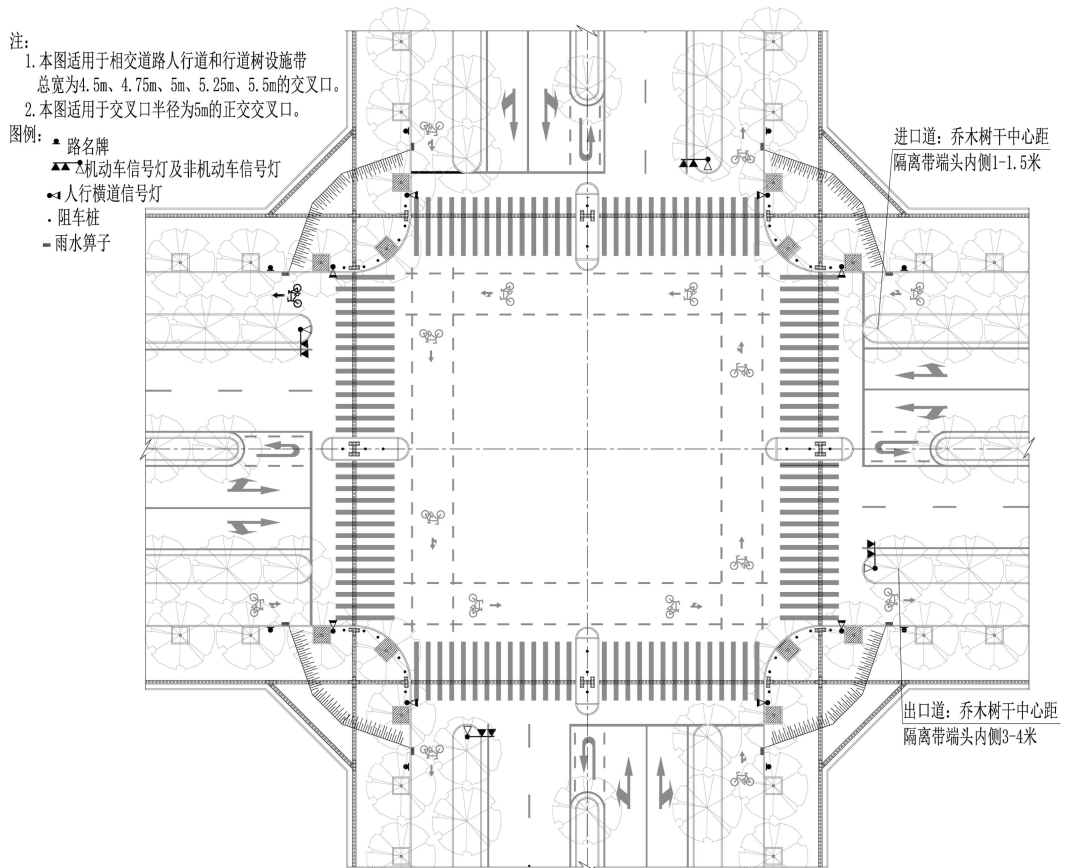 注：
1. 本图适用于相交道路人行道和行道树设施带
总宽为4.5m、4.75m、5m、5.25m、5.5m的交叉口。
2. 本图适用于交叉口半径为5m的正交交叉口。
图例：
路名牌
机动车信号灯及非机动车信号灯
人行横道信号灯
阻车桩
雨水箅子
进口道：乔木树干中心距
隔离带端头内侧1-1.5米
出口道：乔木树干中心距
隔离带端头内侧3-4米